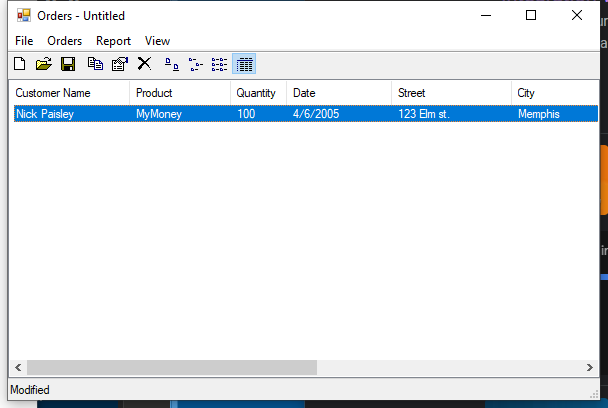 Orders - Untitled
File Orders Report View
Customer Name Product Quantity Date Street City
Nick Paisley MyMoney 100 4/6/2005 123 Elm st. Memphis
Modified